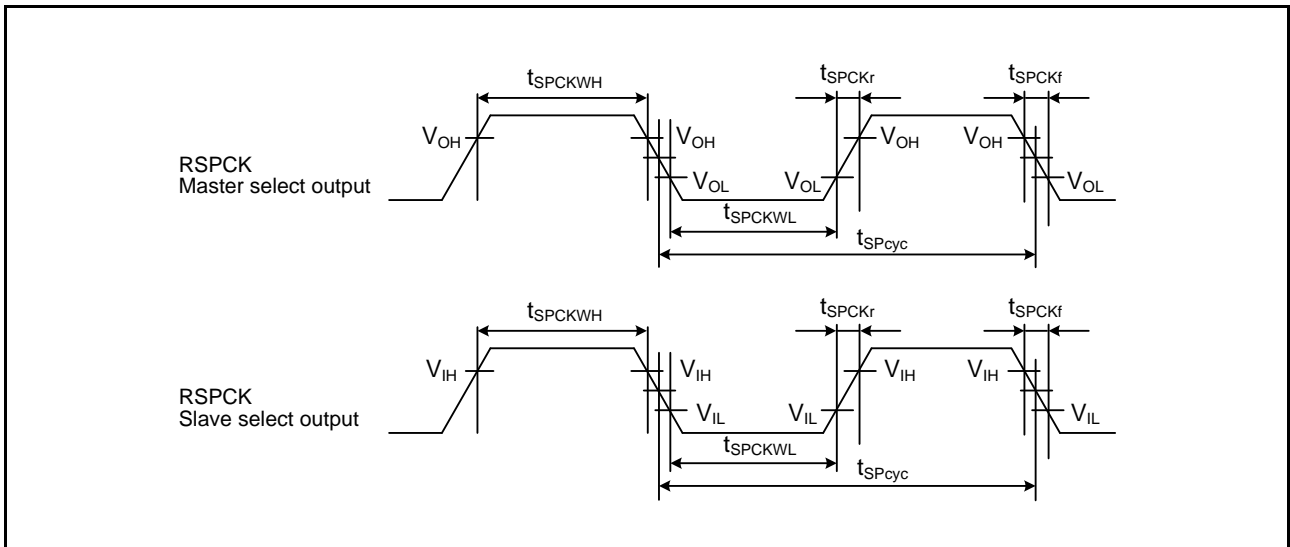 tSPCKWH
tSPCKr
tSPCKf
VOH
VOH
VOH
VOH
RSPCK
Master select output
VOL
VOL
VOL
tSPCKWL
tSPcyc
tSPCKWH
tSPCKr
tSPCKf
VIH
VIH
VIH
VIH
RSPCK
Slave select output
VIL
VIL
VIL
tSPCKWL
tSPcyc